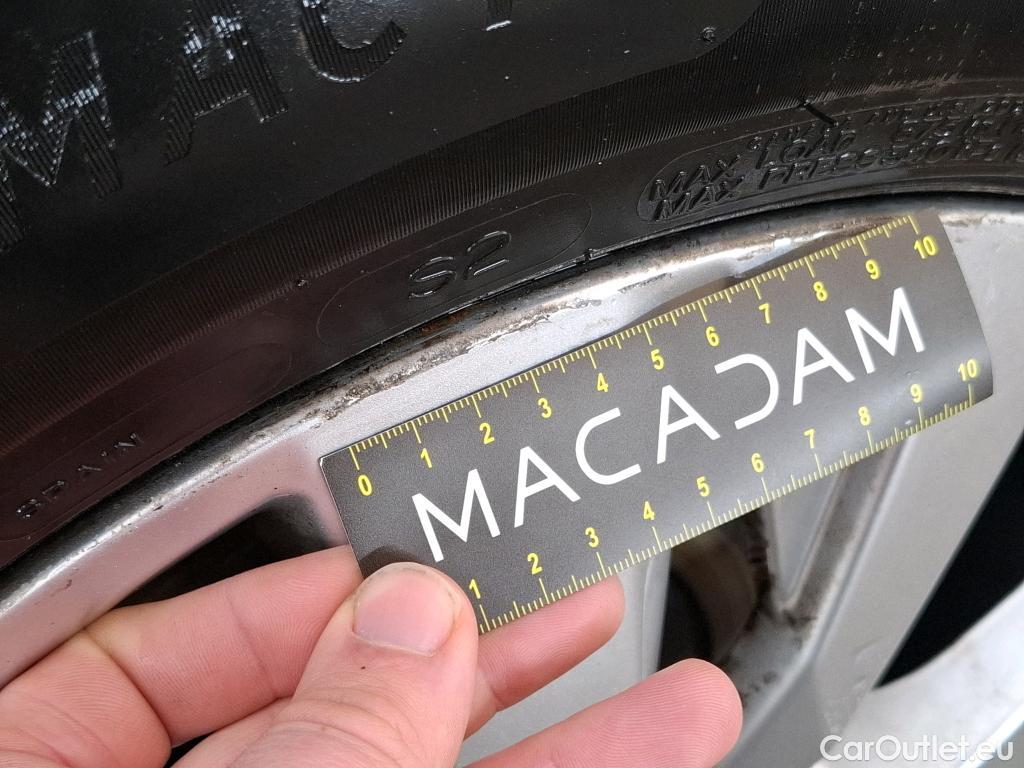 MAC
S2
MAX LOAD
MAX PRESS
SPAIN
0 1 2 3 4 5 6 7 8 9 10
MACADAM
1 2 3 4 5 6 7 8 9 10
CarOutlet.eu